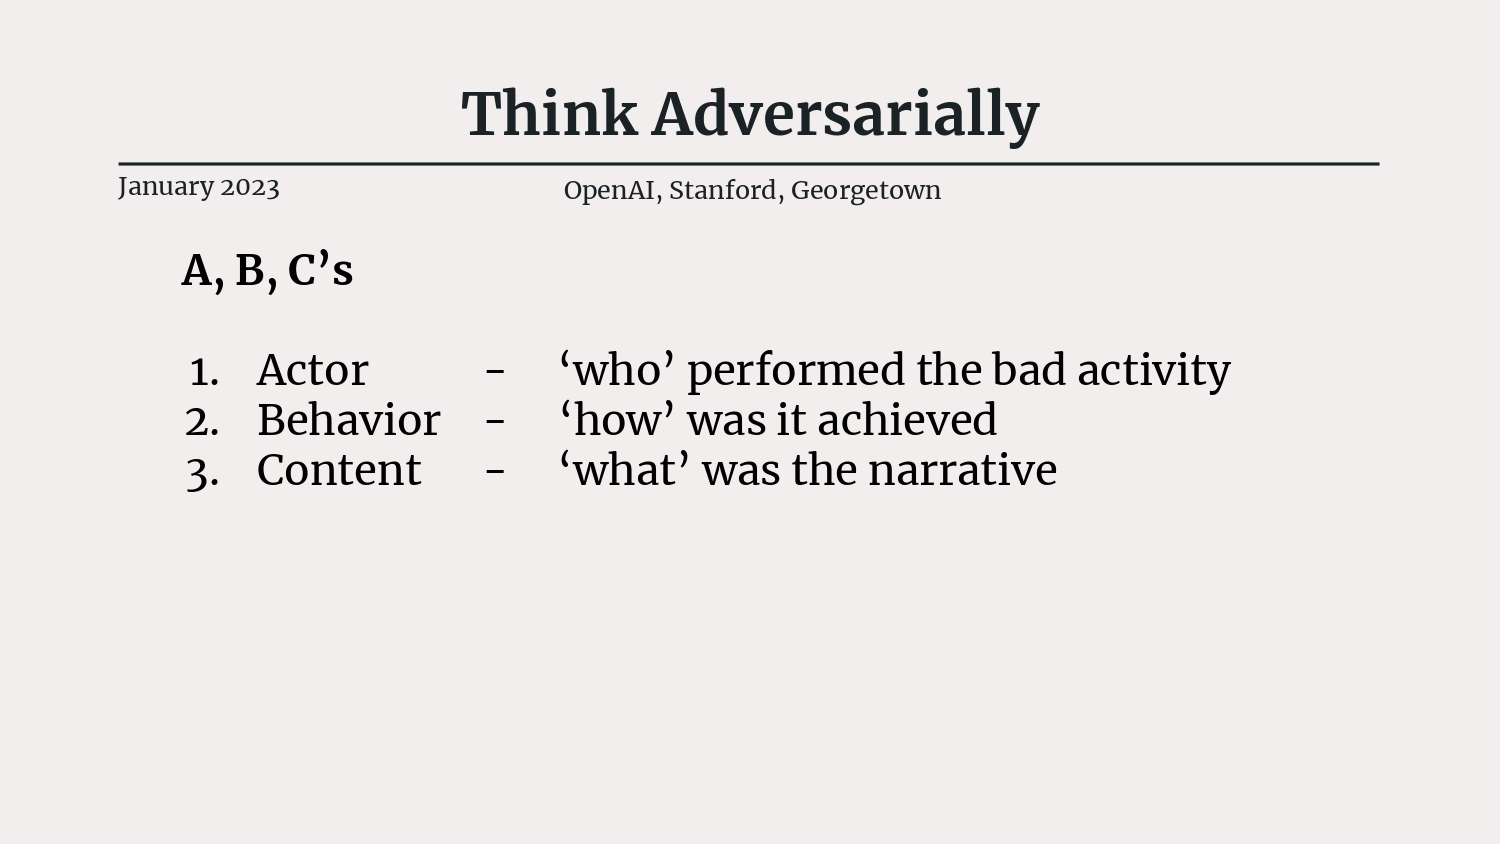 Think Adversarially
January 2023
OpenAI, Stanford, Georgetown
A, B, C’s
1. Actor - ‘who’ performed the bad activity
2. Behavior - ‘how’ was it achieved
3. Content - ‘what’ was the narrative